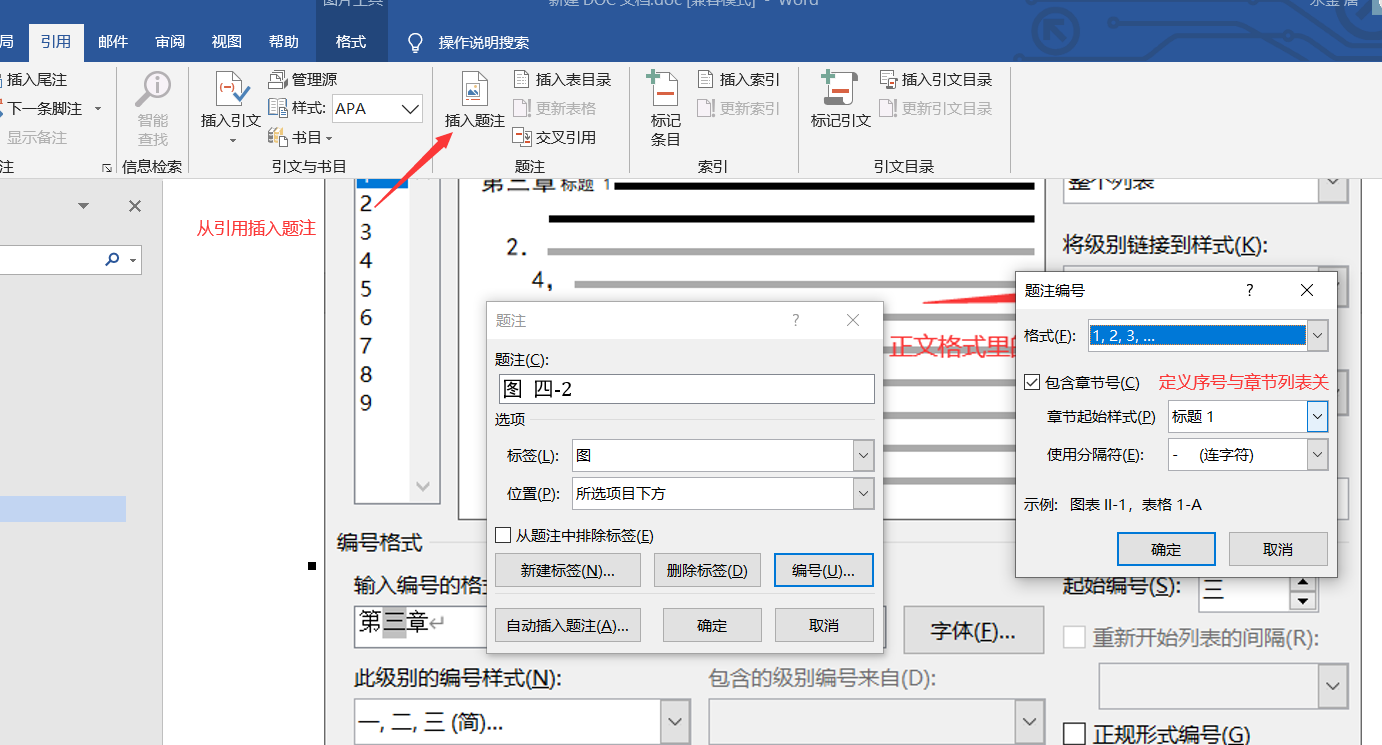 图片工具
新建 DOC 文档.doc [兼容模式] - Word
局 引用 邮件 审阅 视图 帮助 格式 操作说明搜索
插入尾注
下一条脚注
显示备注
注
智能
查找
信息检索
插入引文
管理源
样式: APA
书目
引文与书目
插入题注
插入表目录
更新表格
交叉引用
题注
标记
条目
插入索引
更新索引
索引
标记引文
插入引文目录
更新引文目录
引文目录
从引用插入题注
2
3
4
5
6
7
8
9
第三章 标题 1
2.
4,
整个列表
将级别链接到样式(K):
正文格式里
题注 ?
题注(C):
图 四-2
选项
标签(L): 图
位置(P): 所选项目下方
从题注中排除标签(E)
新建标签(N)... 删除标签(D) 编号(U)...
自动插入题注(A)... 确定 取消
题注编号 ?
格式(F): 1, 2, 3, ...
包含章节号(C) 定义序号与章节列表关
章节起始样式(P) 标题 1
使用分隔符(E): - (连字符)
示例: 图表 II-1，表格 1-A
确定 取消
编号格式
输入编号的格
第三章
字体(F)...
起始编号(S):
三
重新开始列表的间隔(R):
此级别的编号样式(N):
包含的级别编号来自(D):
一, 二, 三 (简)...
正规形式编号(G)